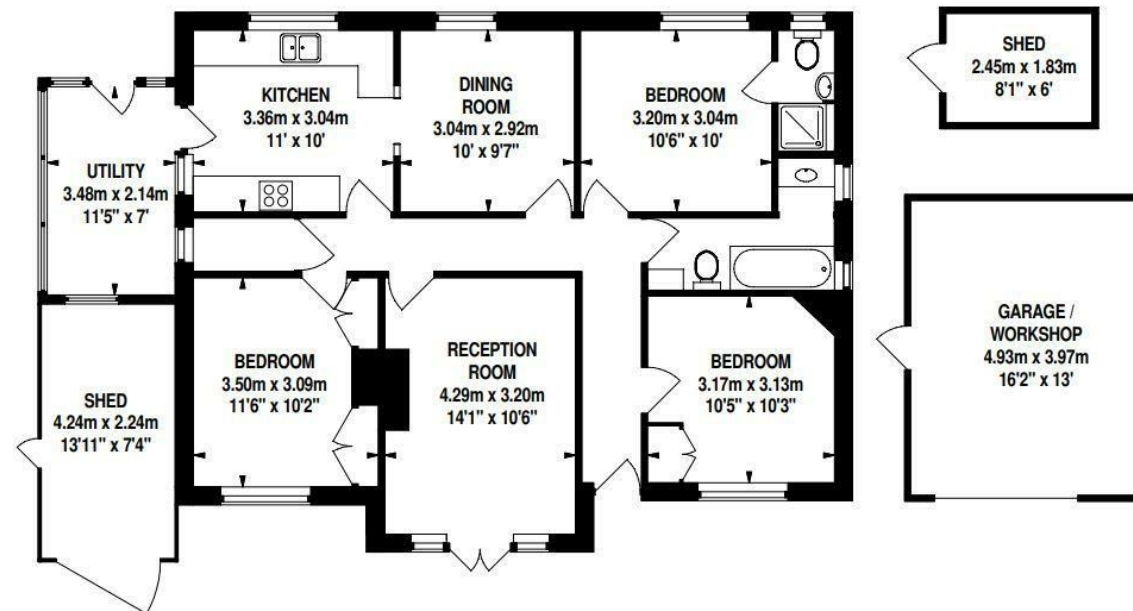 KITCHEN
3.36m x 3.04m
11' x 10'
DINING
ROOM
3.04m x 2.92m
10' x 9'7"
BEDROOM
3.20m x 3.04m
10'6" x 10'
SHED
2.45m x 1.83m
8'1" x 6'
UTILITY
3.48m x 2.14m
11'5" x 7'
BEDROOM
3.50m x 3.09m
11'6" x 10'2"
RECEPTION
ROOM
4.29m x 3.20m
14'1" x 10'6"
BEDROOM
3.17m x 3.13m
10'5" x 10'3"
GARAGE /
WORKSHOP
4.93m x 3.97m
16'2" x 13'
SHED
4.24m x 2.24m
13'11" x 7'4"